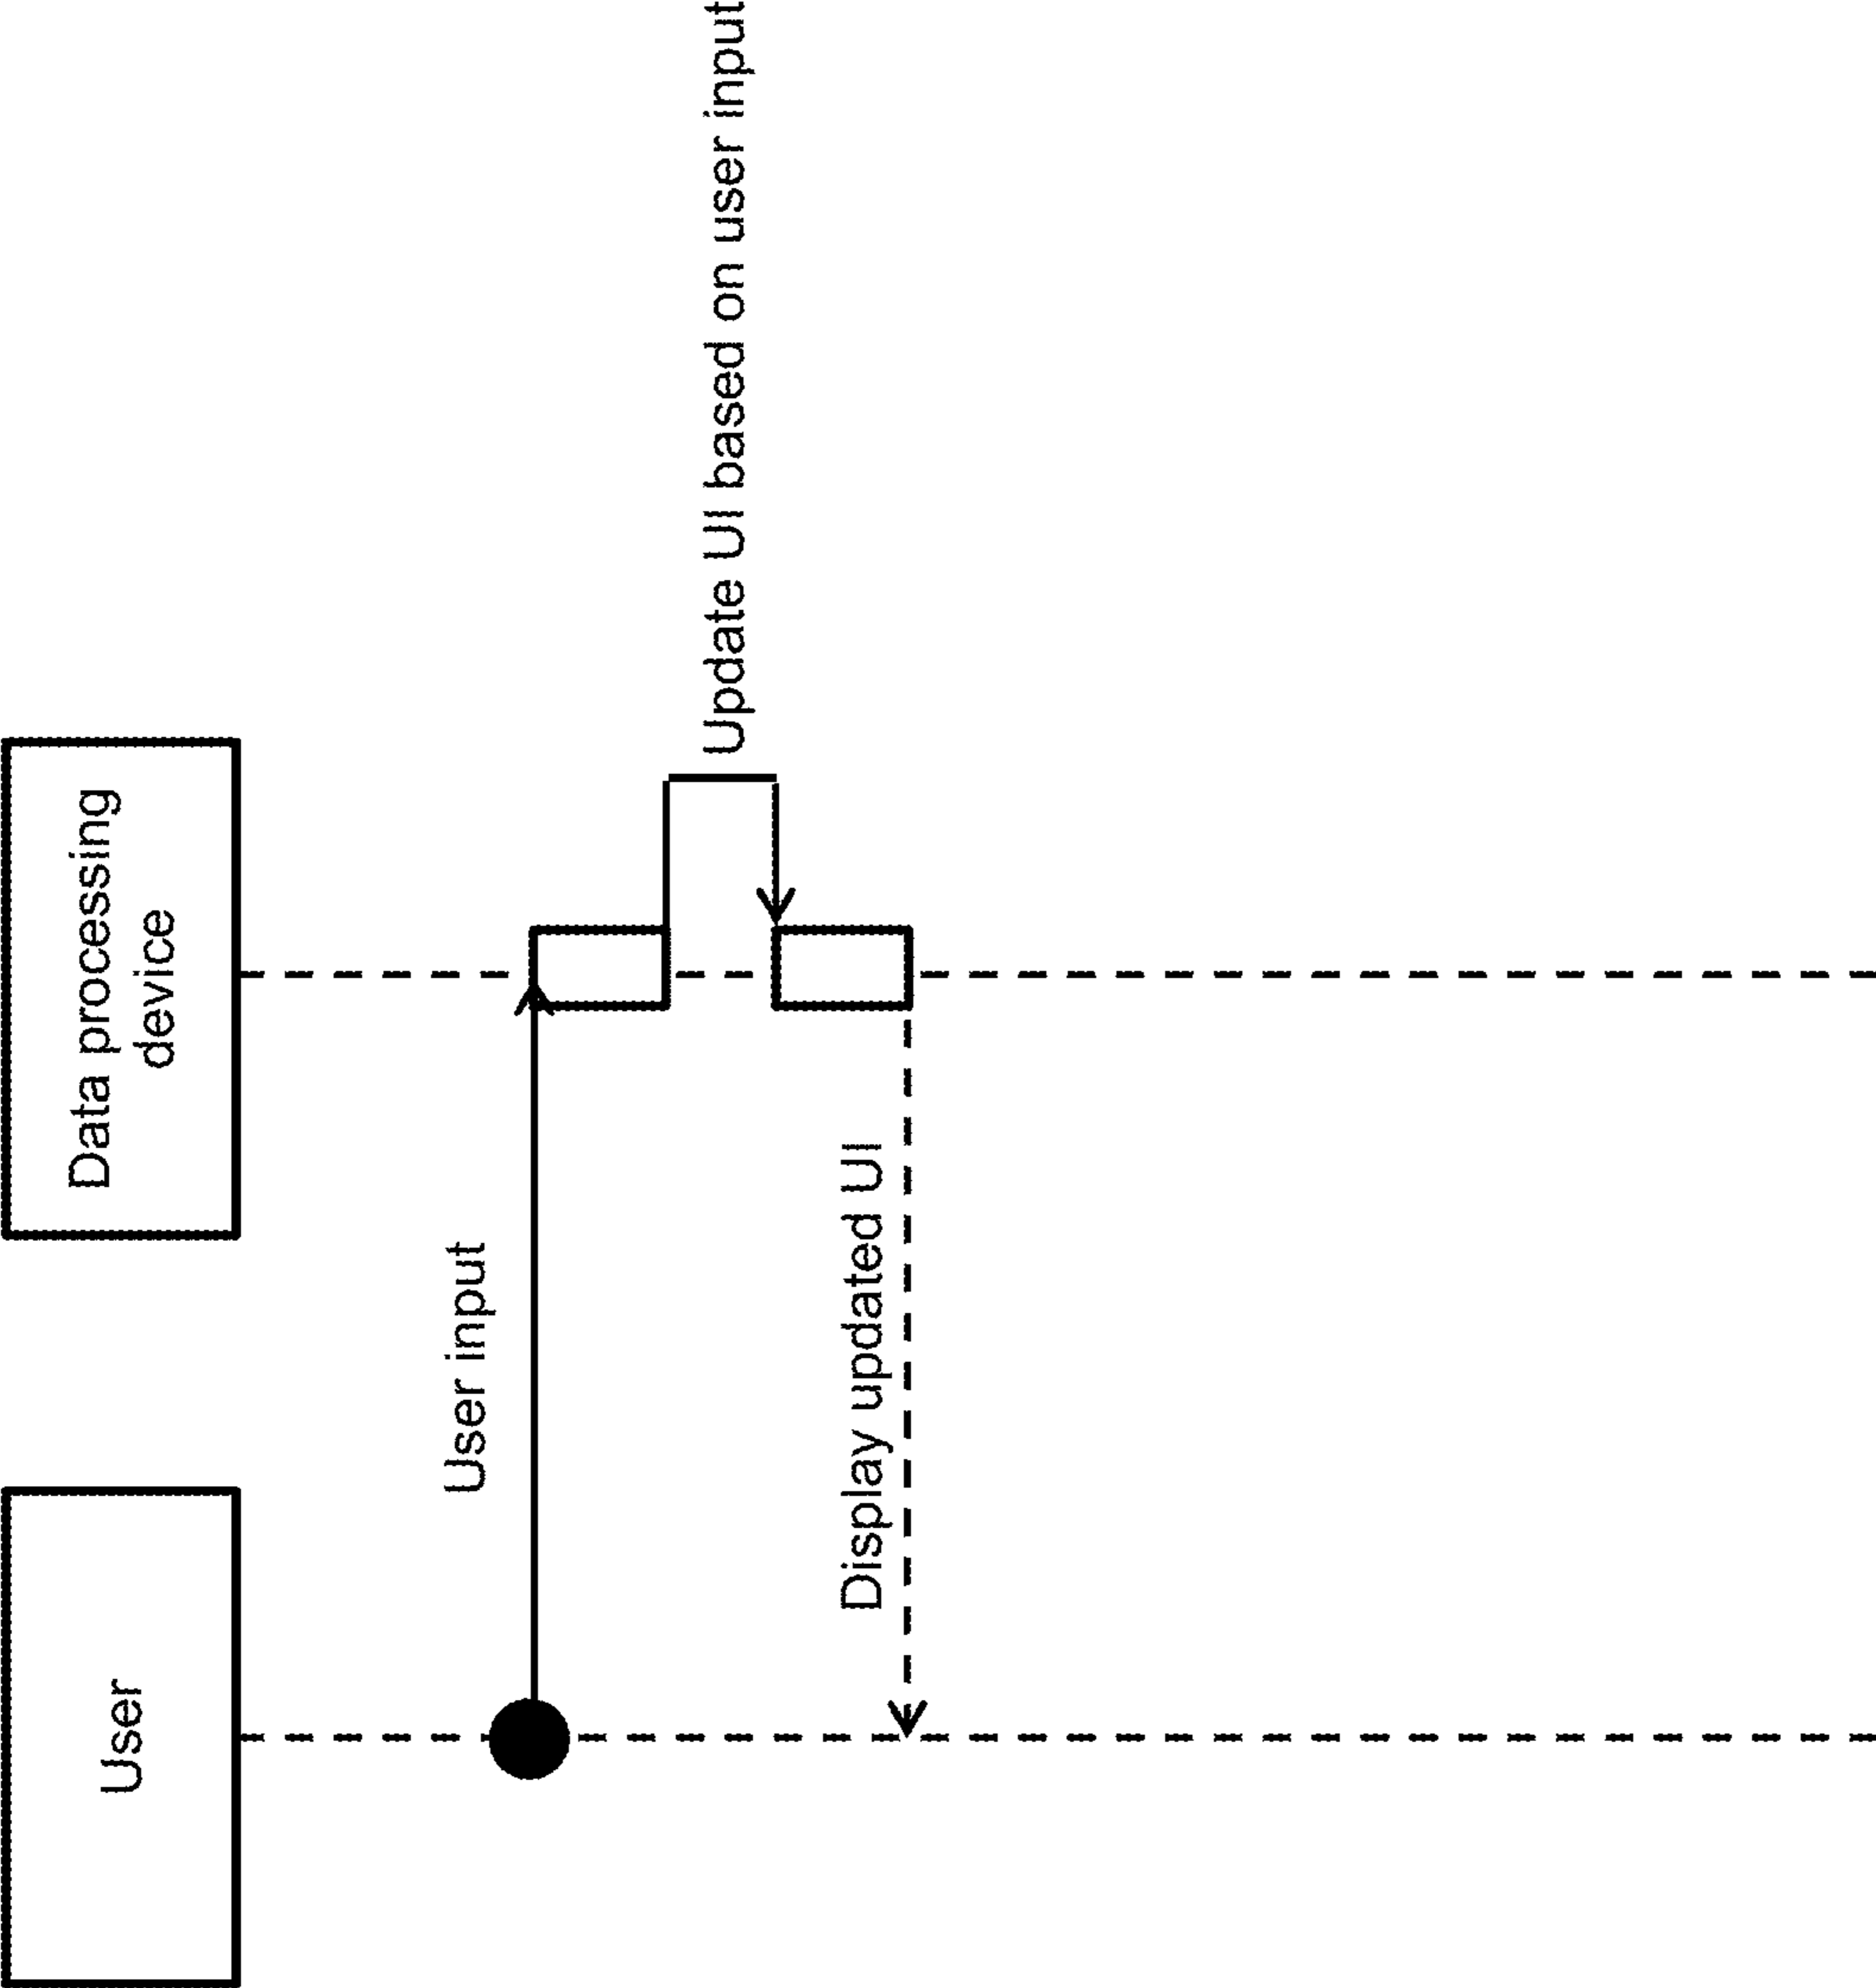 User
Data processing
device
User input
Update UI based on user input
Display updated UI